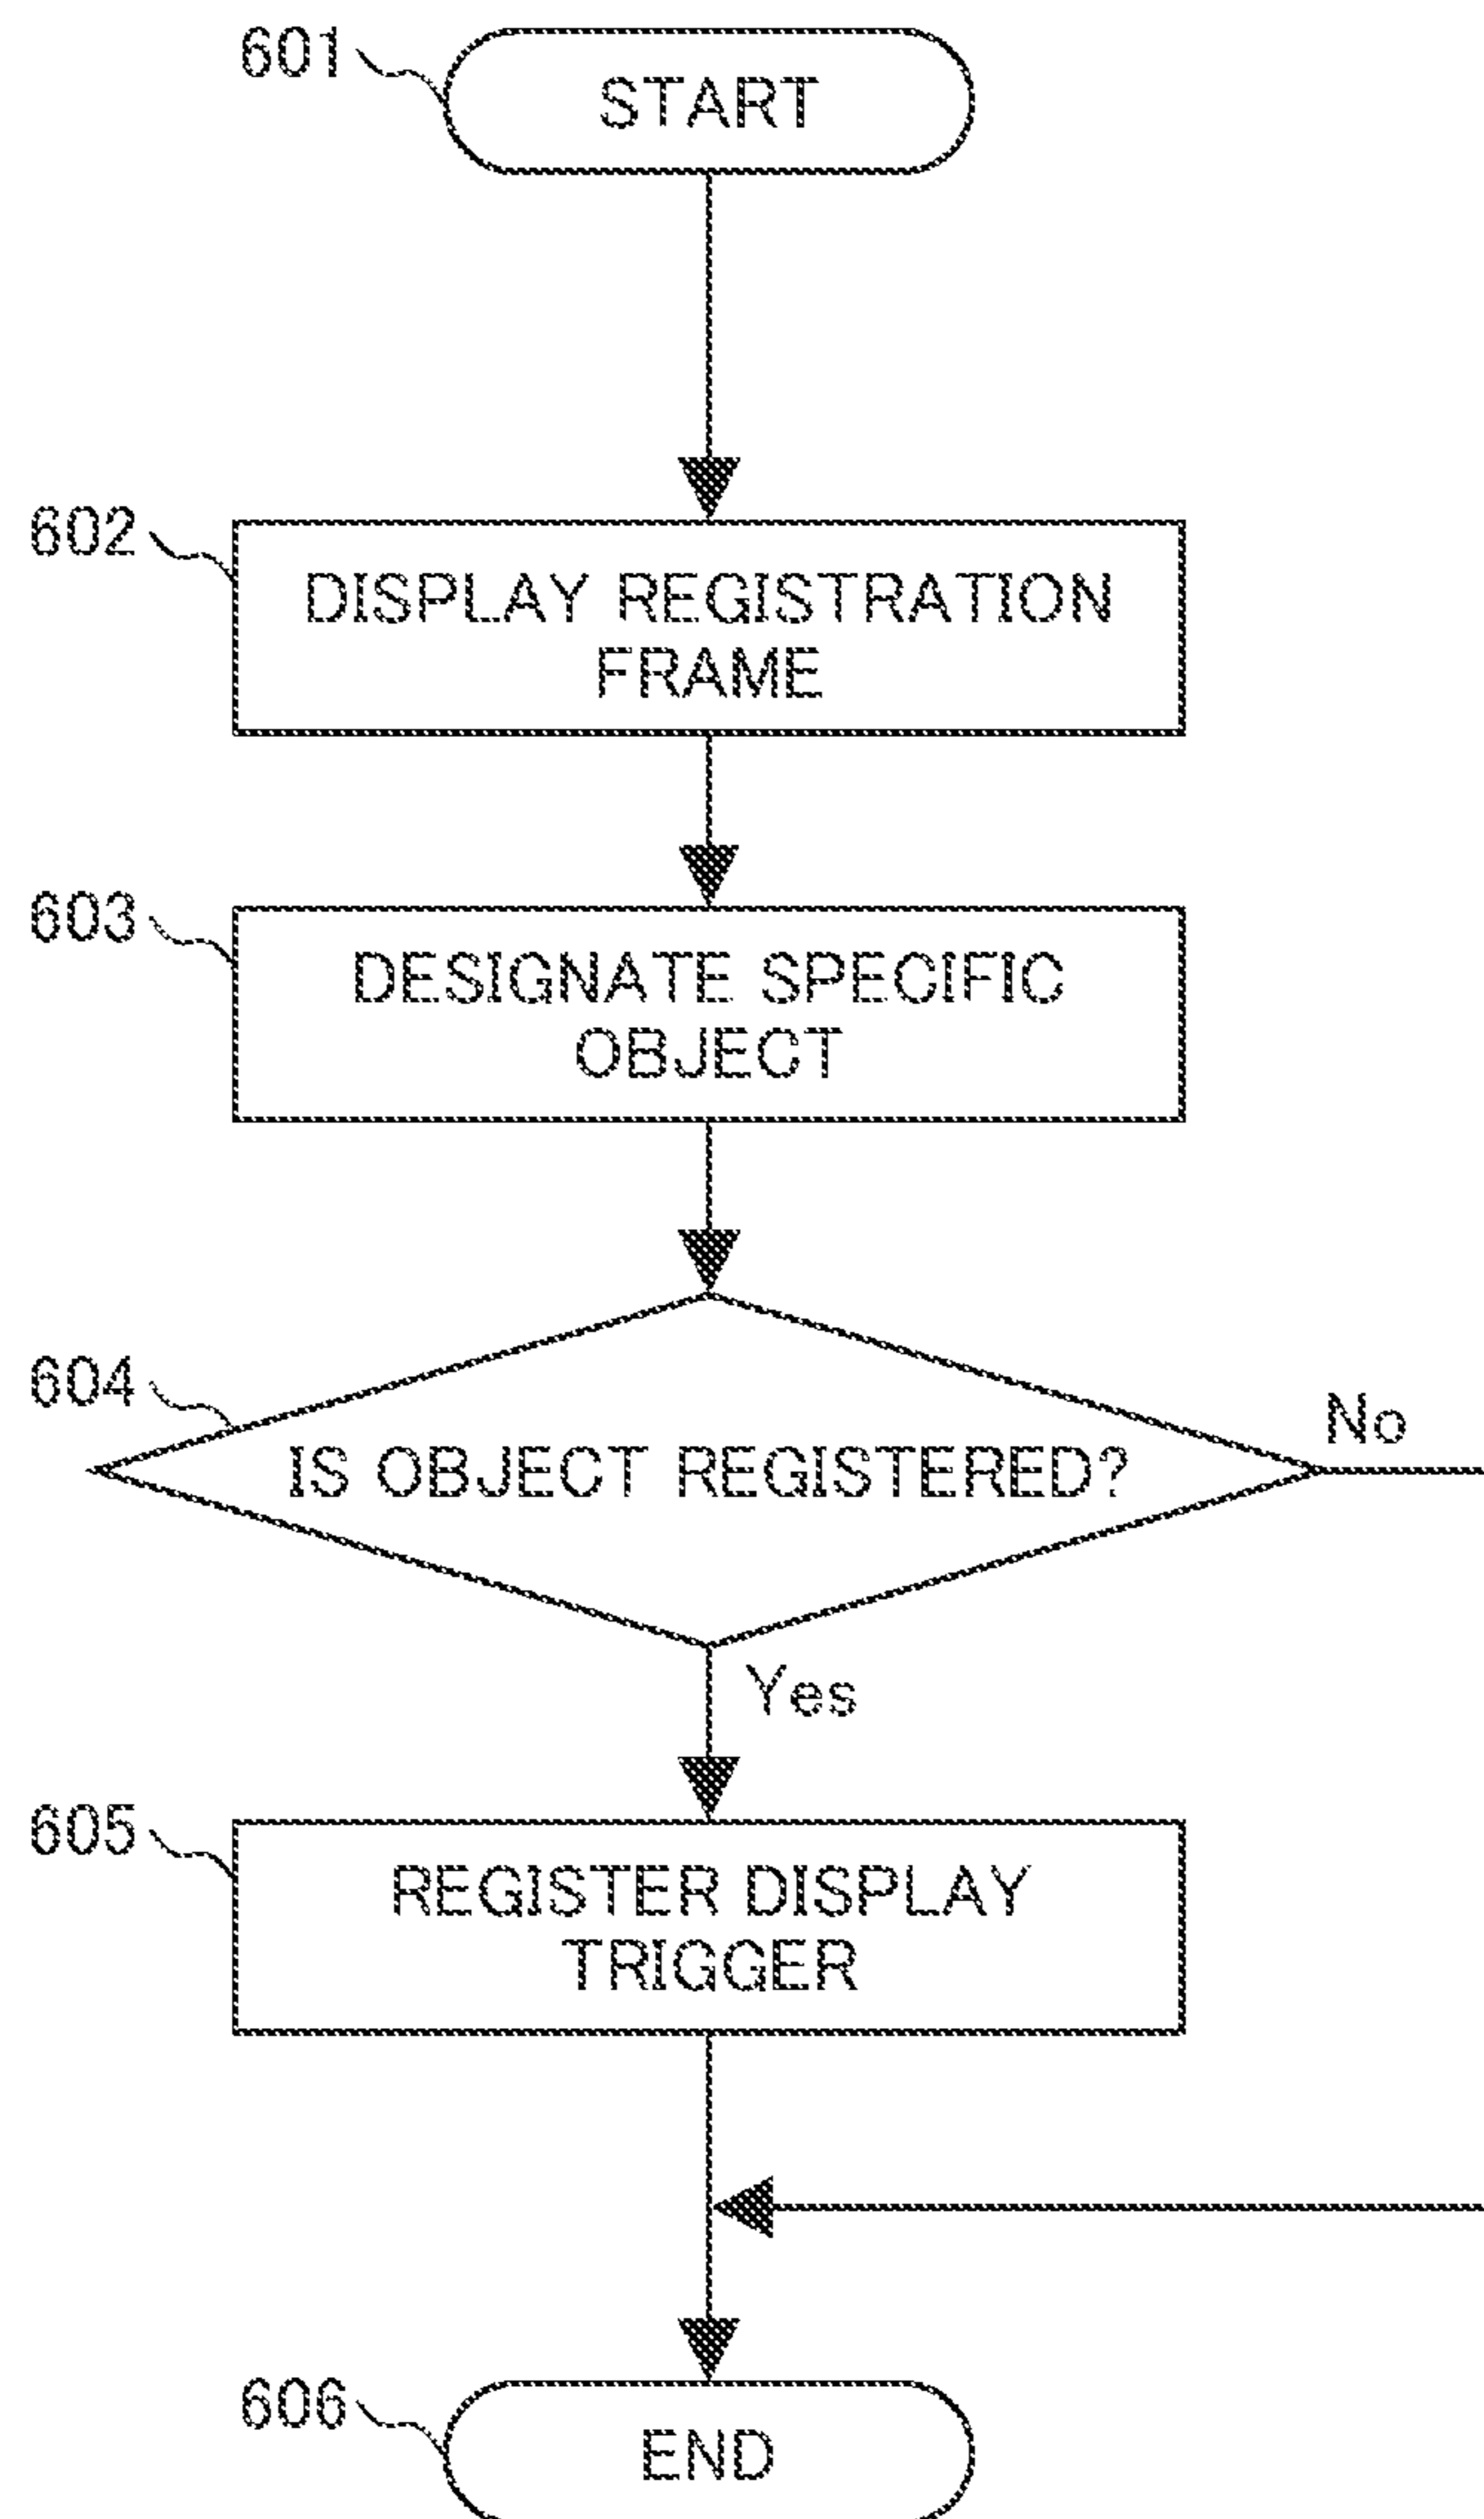 601
START
602
DISPLAY REGISTRATION
FRAME
603
DESIGNATE SPECIFIC
OBJECT
604
IS OBJECT REGISTERED?
No
Yes
605
REGISTER DISPLAY
TRIGGER
606
END